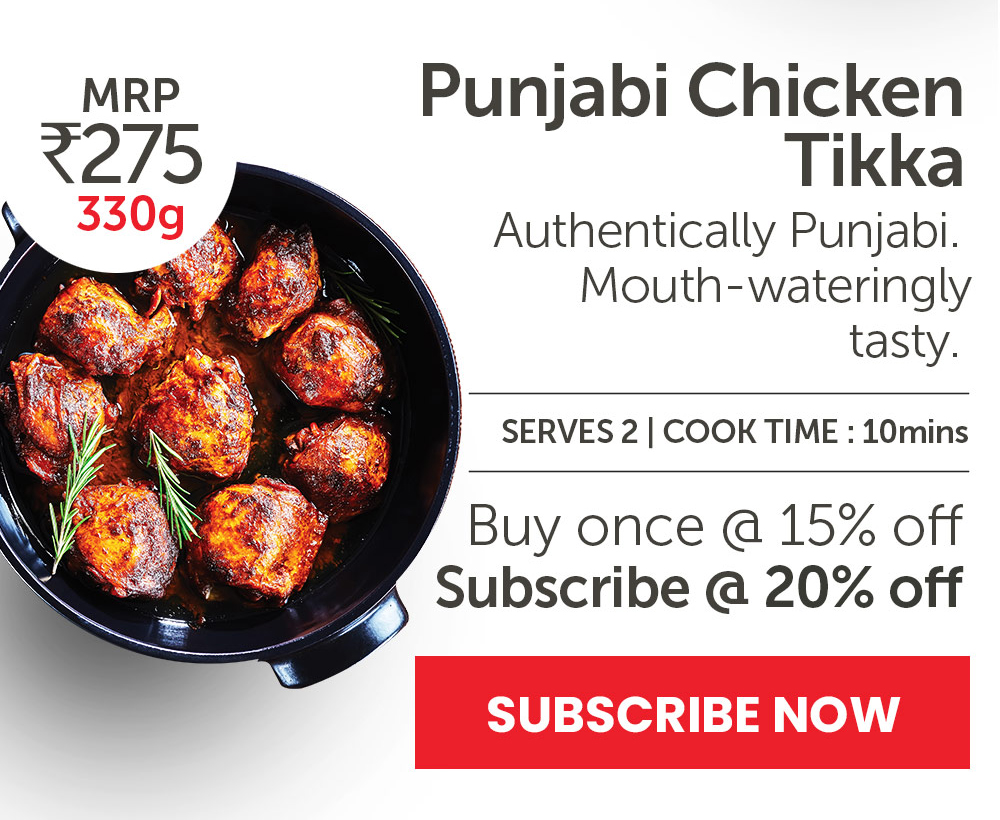 MRP
₹275
330g
Punjabi Chicken
Tikka
Authentically Punjabi.
Mouth-wateringly
tasty.
SERVES 2 | COOK TIME : 10mins
Buy once @ 15% off
Subscribe @ 20% off
SUBSCRIBE NOW